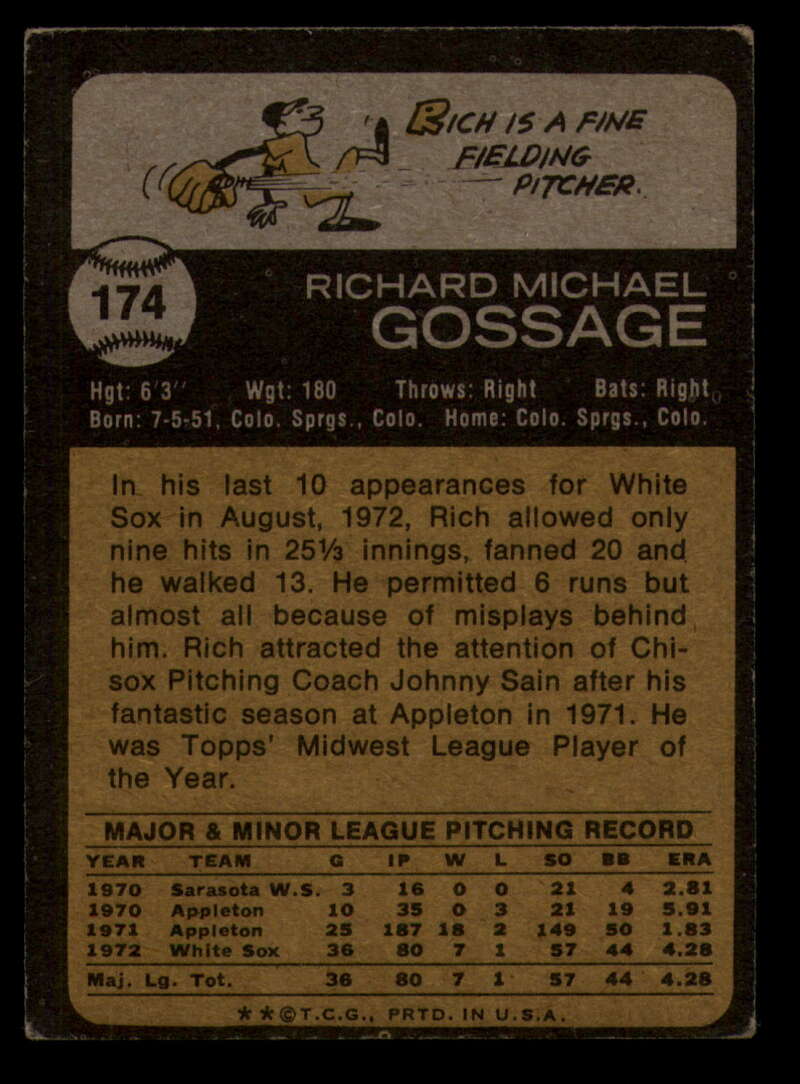 RICH IS A FINE
FIELDING
PITCHER.
174
RICHARD MICHAEL
GOSSAGE
Hgt: 6'3" Wgt: 180 Throws: Right Bats: Right
Born: 7-5-51, Colo. Sprgs., Colo. Home: Colo. Sprgs., Colo.
In his last 10 appearances for White
Sox in August, 1972, Rich allowed only
nine hits in 25⅓ innings, fanned 20 and
he walked 13. He permitted 6 runs but
almost all because of misplays behind
him. Rich attracted the attention of Chi-
sox Pitching Coach Johnny Sain after his
fantastic season at Appleton in 1971. He
was Topps' Midwest League Player of
the Year.
MAJOR & MINOR LEAGUE PITCHING RECORD
YEAR TEAM G IP W L SO BB ERA
1970 Sarasota W.S. 3 16 0 0 21 4 2.81
1970 Appleton 10 35 0 3 21 19 5.91
1971 Appleton 25 187 18 2 149 50 1.83
1972 White Sox 36 80 7 1 57 44 4.28
Maj. Lg. Tot. 36 80 7 1 57 44 4.28
**©T.C.G., PRTD. IN U.S.A.